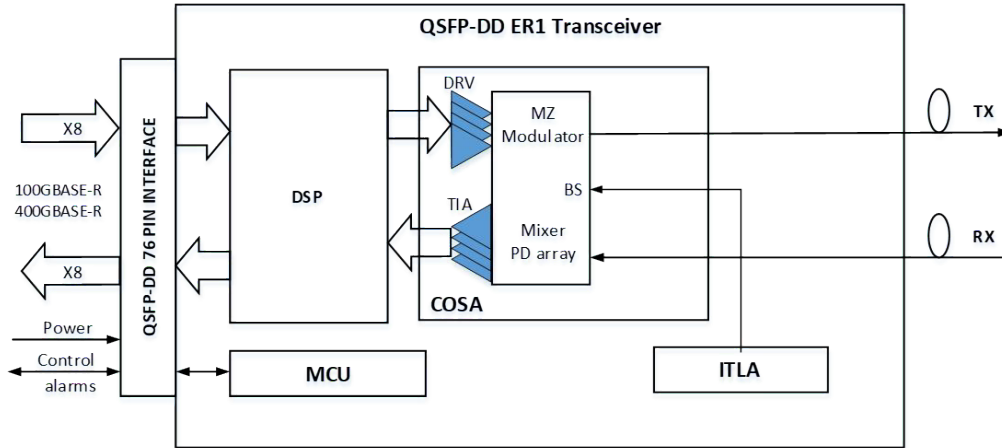 QSFP-DD ER1 Transceiver
DRV
MZ
Modulator
TX
X8
100GBASE-R
400GBASE-R
QSFP-DD 76 PIN INTERFACE
DSP
BS
TIA
Mixer
PD array
RX
X8
COSA
Power
Control
alarms
MCU
ITLA